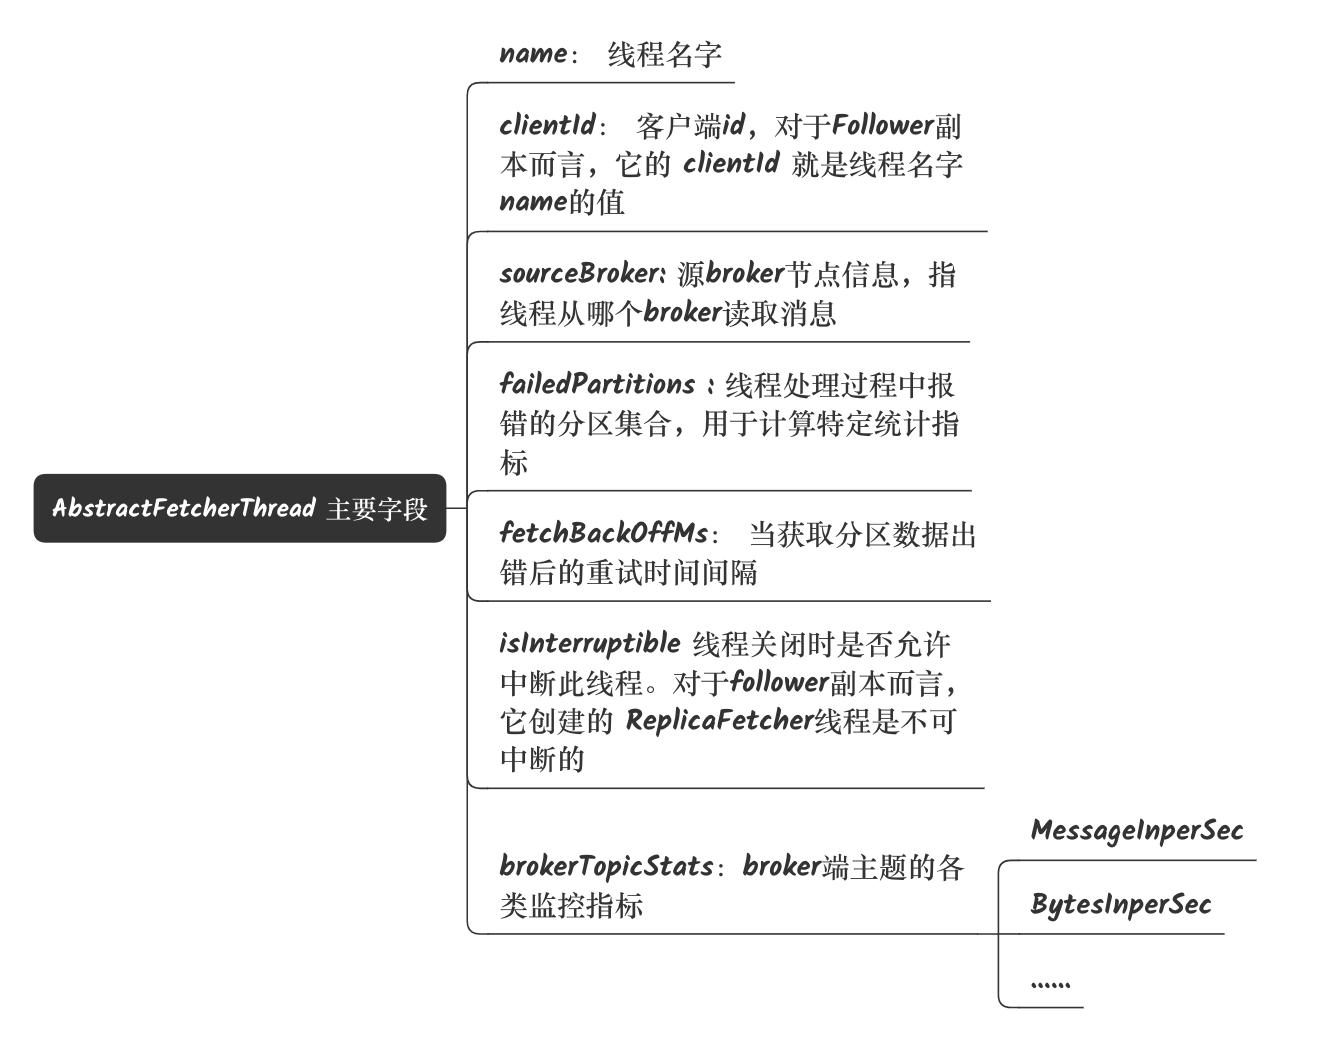 AbstractFetcherThread 主要字段
name： 线程名字
clientId： 客户端id，对于Follower副
本而言，它的 clientId 就是线程名字
name的值
sourceBroker: 源broker节点信息，指
线程从哪个broker读取消息
failedPartitions : 线程处理过程中报
错的分区集合，用于计算特定统计指
标
fetchBackOffMs： 当获取分区数据出
错后的重试时间间隔
isInterruptible 线程关闭时是否允许
中断此线程。对于follower副本而言，
它创建的 ReplicaFetcher线程是不可
中断的
brokerTopicStats：broker端主题的各
类监控指标
MessageInperSec
BytesInperSec
......